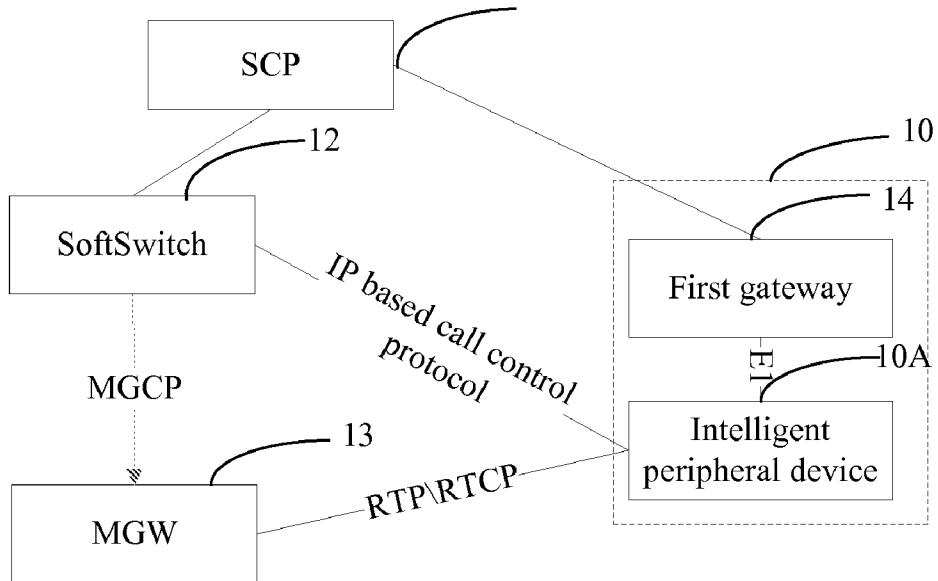 SCP
12
10
SoftSwitch
14
First gateway
IP based call control
protocol
E1
10A
MGCP
Intelligent
peripheral device
13
RTP\RTCP
MGW